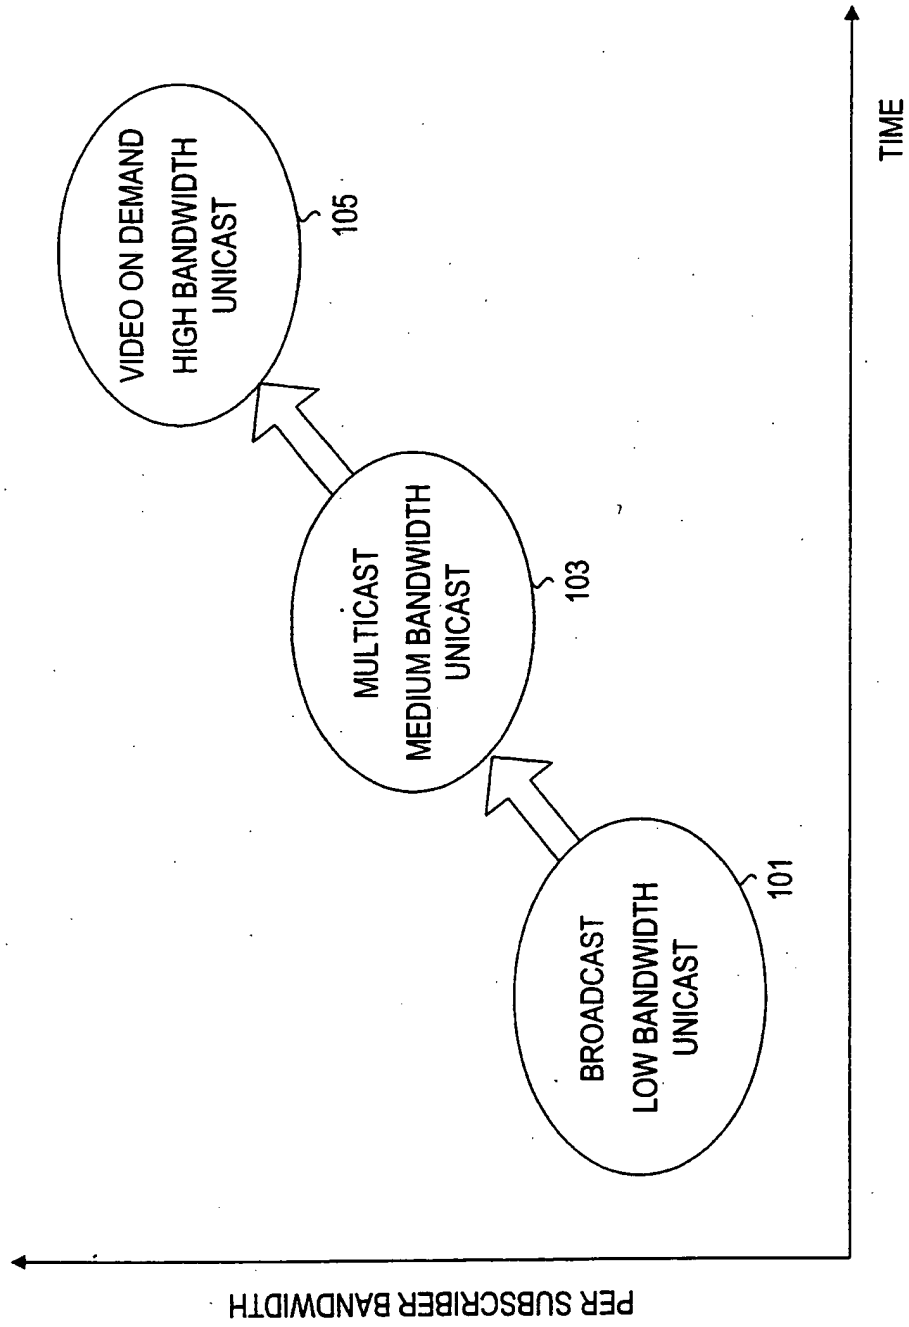 PER SUBSCRIBER BANDWIDTH
VIDEO ON DEMAND
HIGH BANDWIDTH
UNICAST
105
MULTICAST
MEDIUM BANDWIDTH
UNICAST
103
BROADCAST
LOW BANDWIDTH
UNICAST
101
TIME